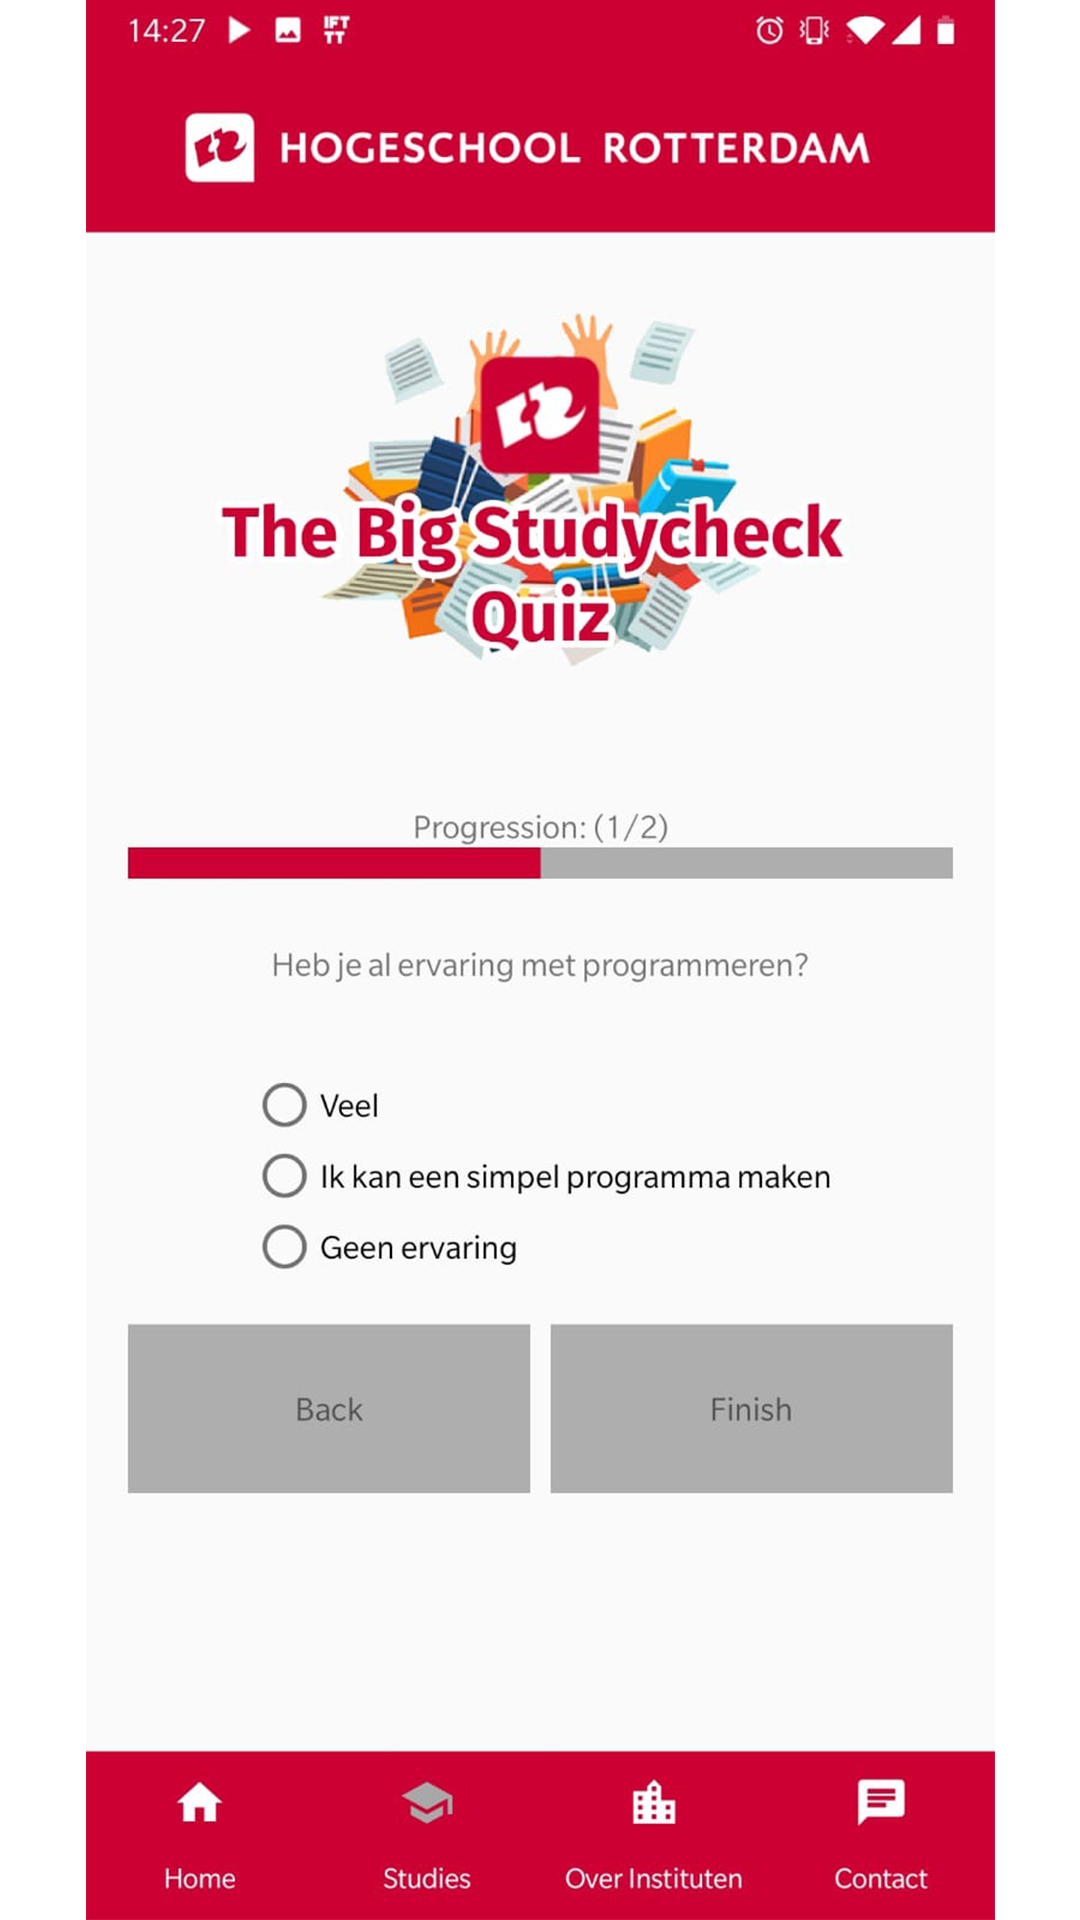 14:27
IFTTT
HOGESCHOOL ROTTERDAM
The Big Studycheck
Quiz
Progression: (1/2)
Heb je al ervaring met programmeren?
Veel
Ik kan een simpel programma maken
Geen ervaring
Back Finish
Home Studies Over Instituten Contact